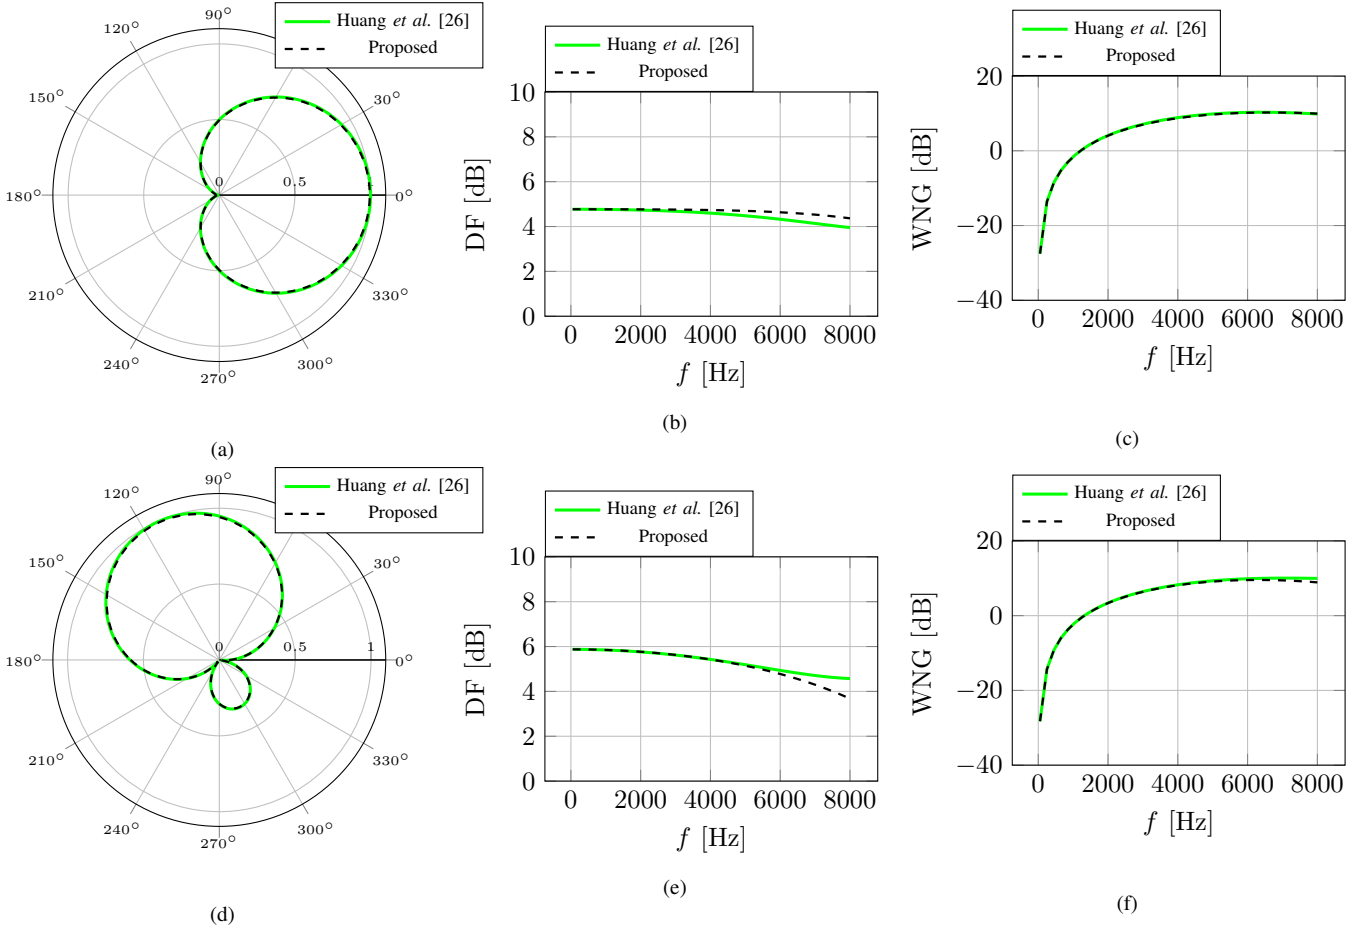 Huang et al. [26]
Proposed
90°
120°
150°
30°
180°
0
0.5
0°
210°
330°
240°
300°
270°
(a)
Huang et al. [26]
Proposed
10
8
6
4
2
0
DF [dB]
0 2000 4000 6000 8000
f [Hz]
(b)
Huang et al. [26]
Proposed
20
0
−20
−40
WNG [dB]
0 2000 4000 6000 8000
f [Hz]
(c)
Huang et al. [26]
Proposed
90°
120°
150°
30°
180°
0
0.5
1
0°
210°
330°
240°
300°
270°
(d)
Huang et al. [26]
Proposed
10
8
6
4
2
0
DF [dB]
0 2000 4000 6000 8000
f [Hz]
(e)
Huang et al. [26]
Proposed
20
0
−20
−40
WNG [dB]
0 2000 4000 6000 8000
f [Hz]
(f)